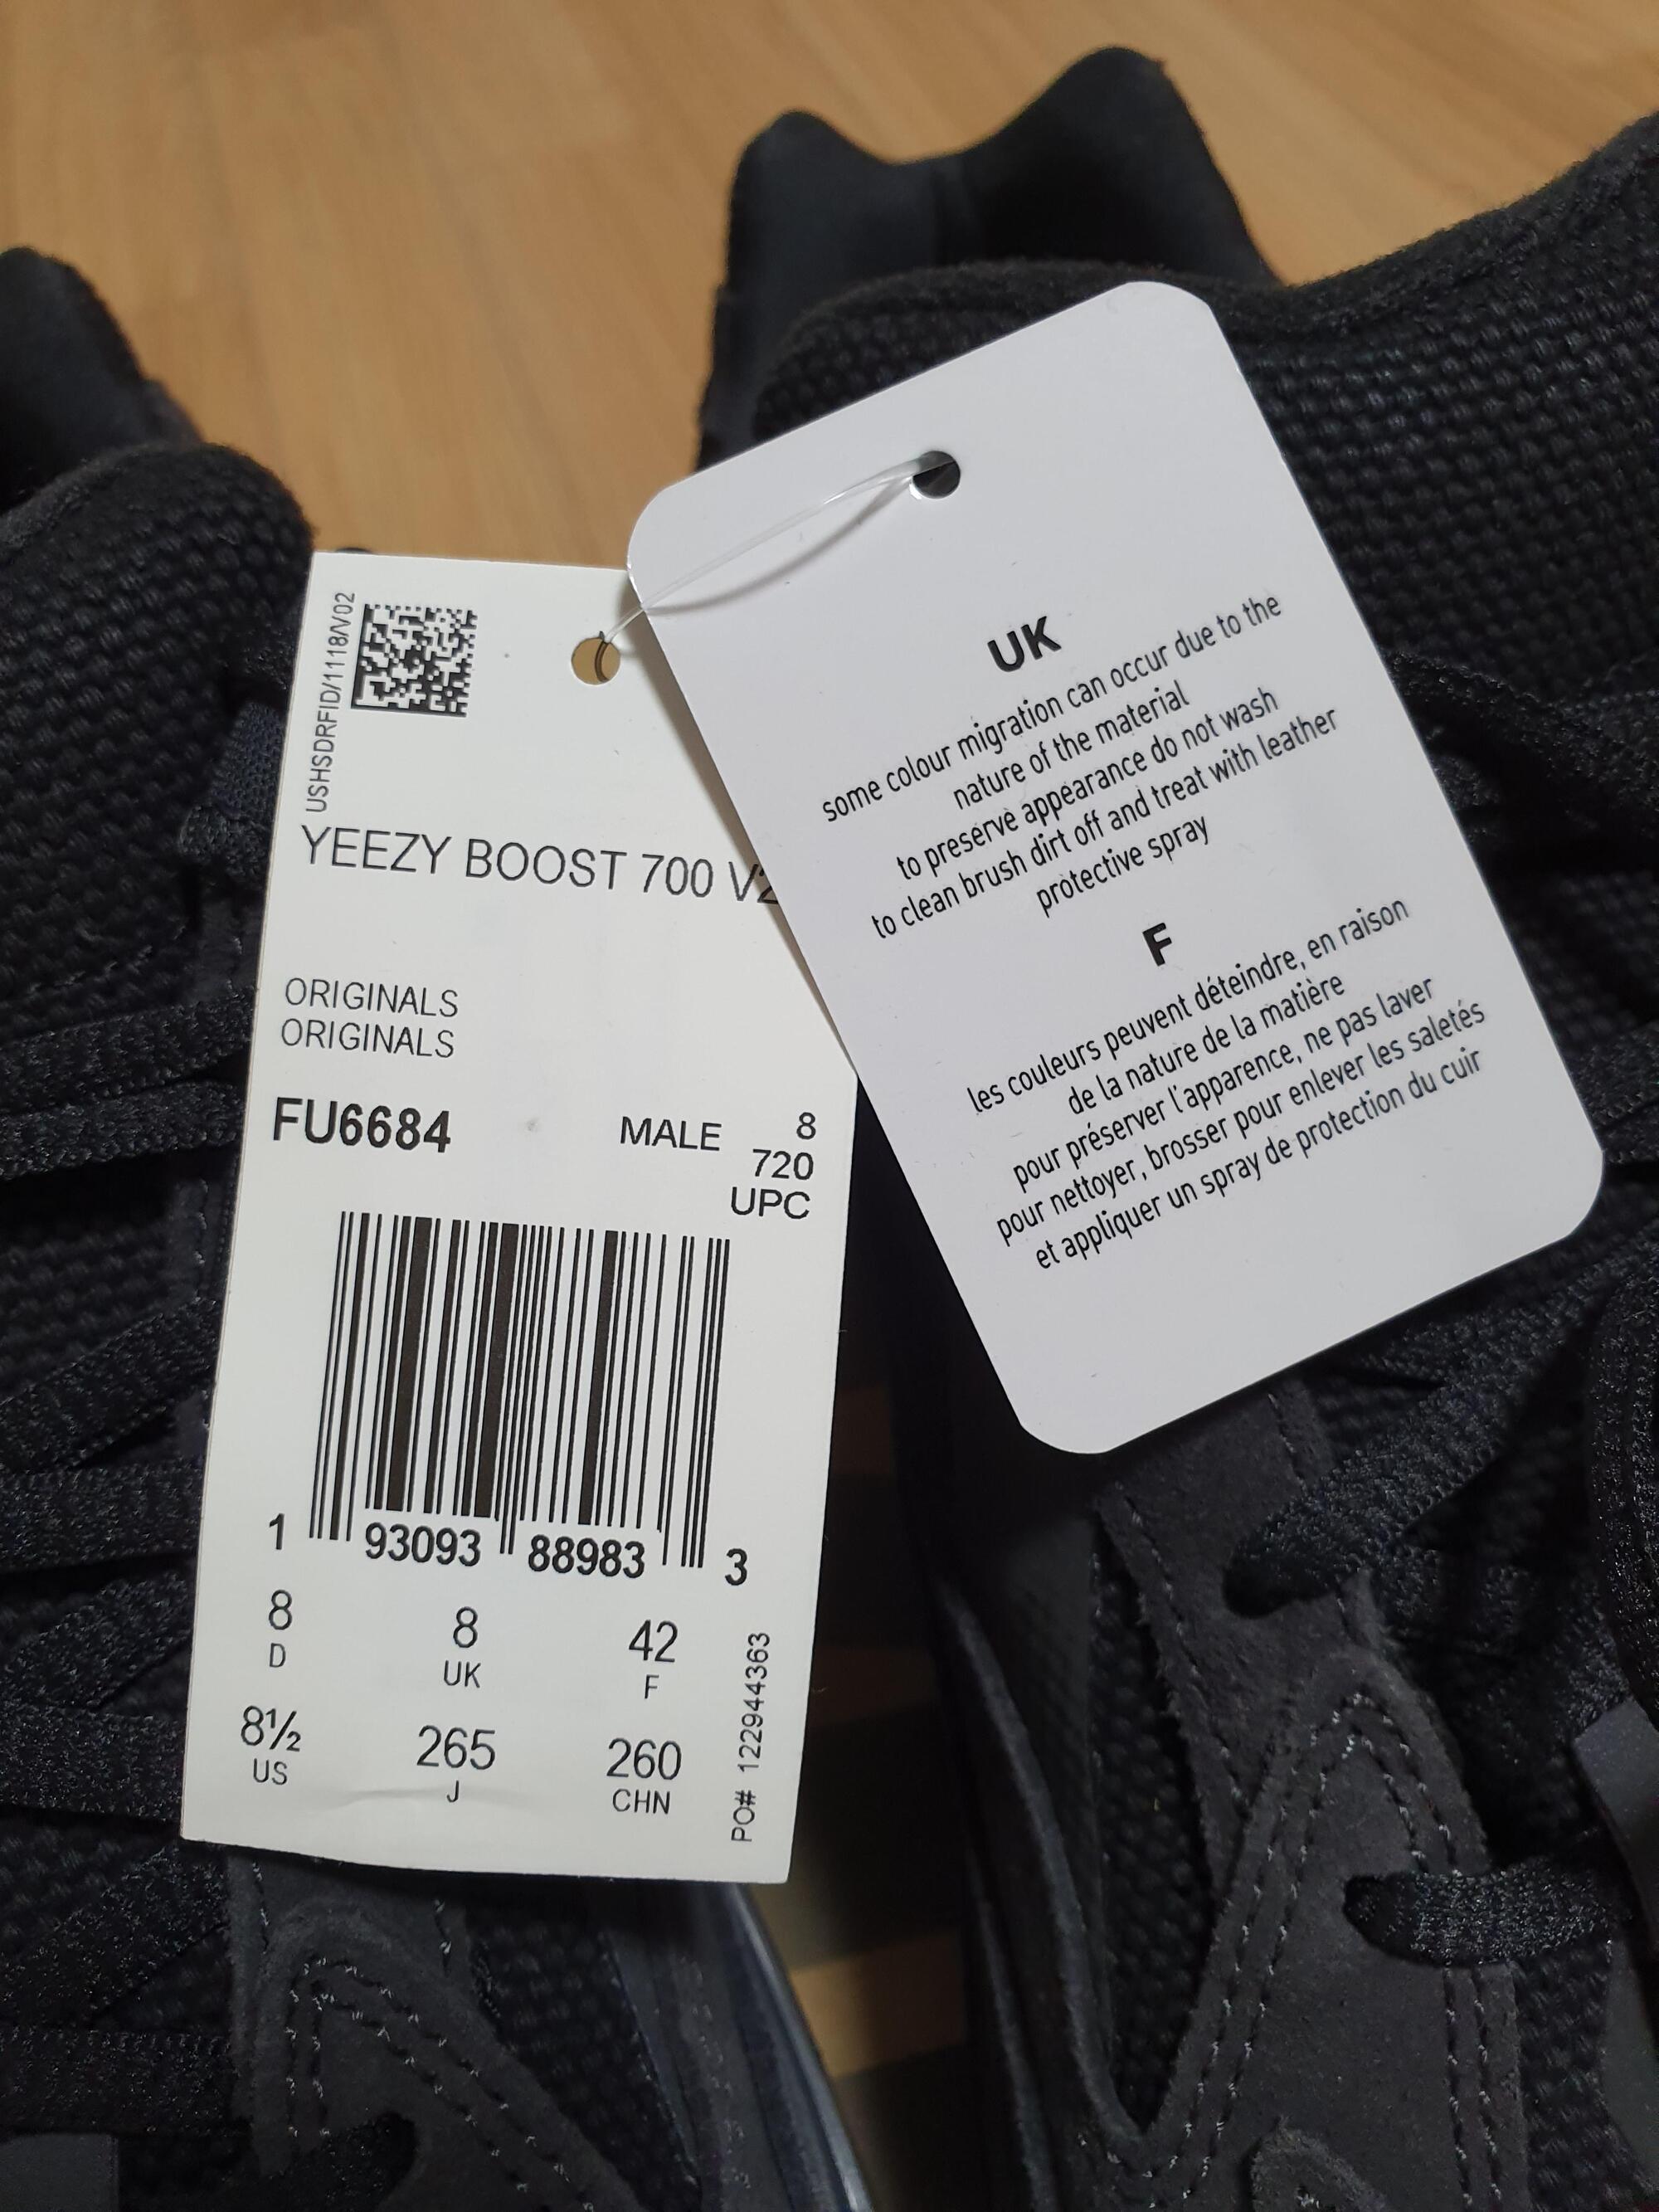 USHSDRFID/1118/V02
YEEZY BOOST 700 V2
ORIGINALS
ORIGINALS
FU6684
MALE
8
720
UPC
1 93093 88983 3
8 8 42
D UK F
8½ 265 260
US J CHN
PO# 122944363
UK
some colour migration can occur due to the
nature of the material
to preserve appearance do not wash
to clean brush dirt off and treat with leather
protective spray
F
les couleurs peuvent déteindre, en raison
de la nature de la matière
pour préserver l'apparence, ne pas laver
pour nettoyer, brosser pour enlever les saletés
et appliquer un spray de protection du cuir